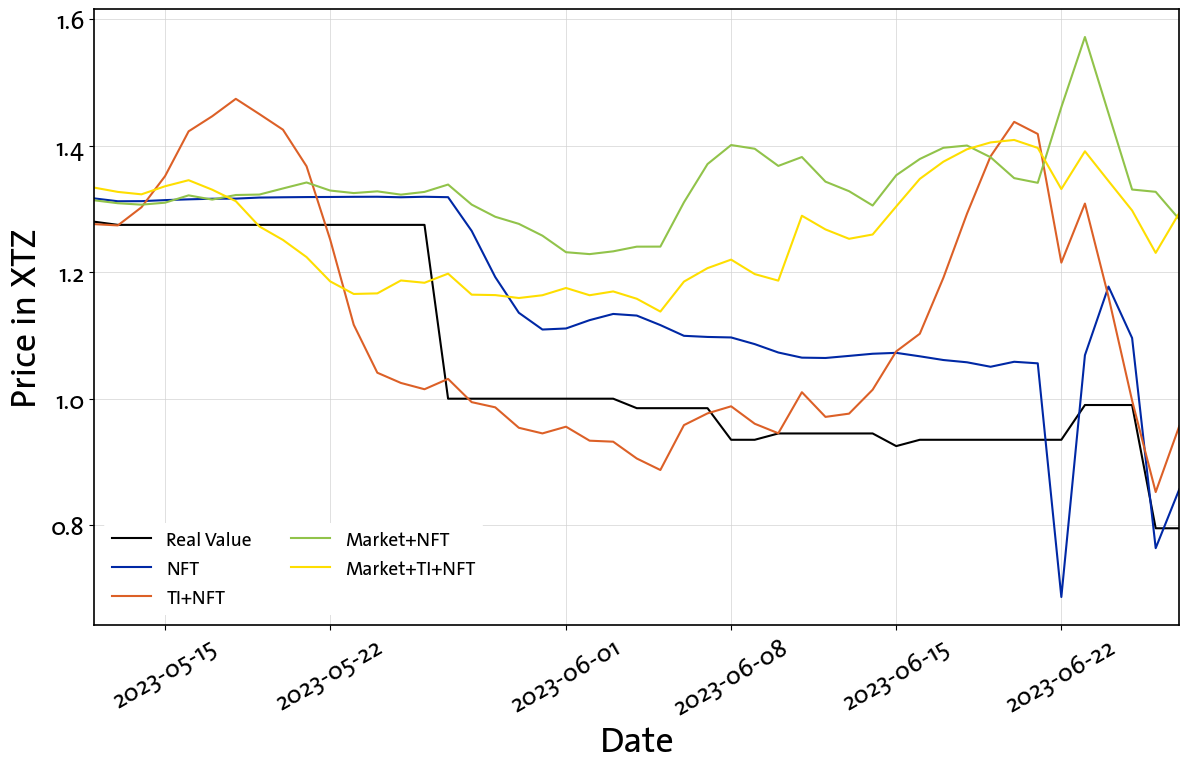 Price in XTZ
1.6
1.4
1.2
1.0
0.8
Real Value
NFT
TI+NFT
Market+NFT
Market+TI+NFT
2023-05-15
2023-05-22
2023-06-01
2023-06-08
2023-06-15
2023-06-22
Date